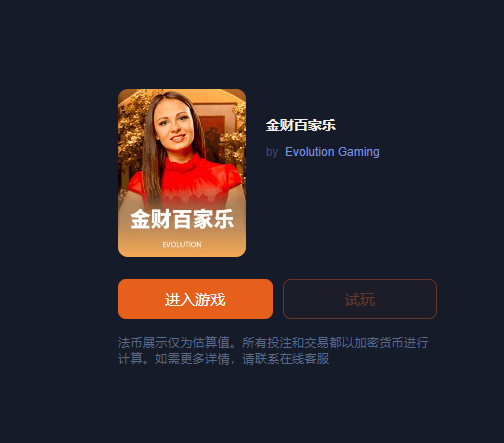 金财百家乐
by Evolution Gaming
金财百家乐
EVOLUTION
进入游戏
试玩
法币展示仅为估算值。所有投注和交易都以加密货币进行
计算。如需更多详情，请联系在线客服